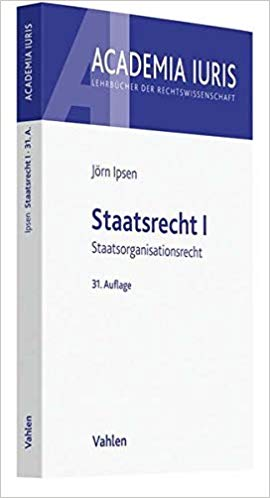 ACADEMIA IURIS
LEHRBÜCHER DER RECHTSWISSENSCHAFT
Jörn Ipsen
Staatsrecht I
Staatsorganisationsrecht
31. Auflage
Vahlen
ACADEMIA IURIS
Ipsen Staatsrecht I · 31. A.
Vahlen